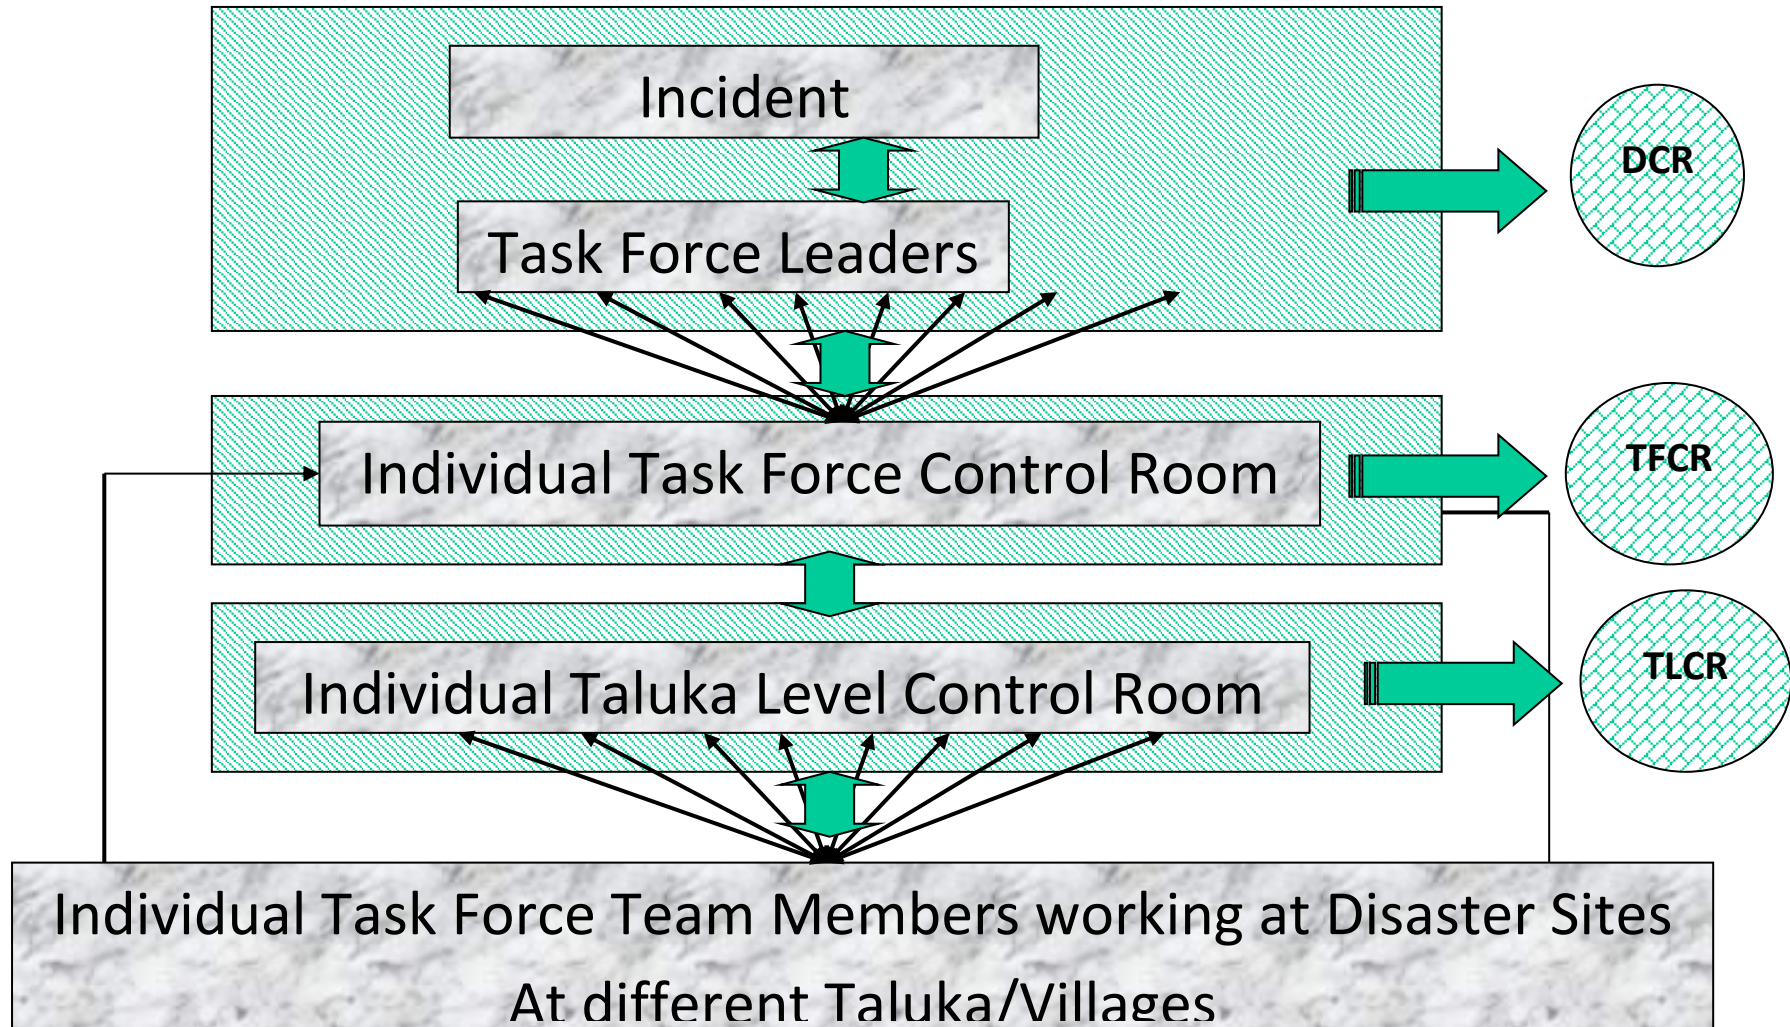 Incident
DCR
Task Force Leaders
Individual Task Force Control Room
TFCR
Individual Taluka Level Control Room
TLCR
Individual Task Force Team Members working at Disaster Sites
At different Taluka/Villages